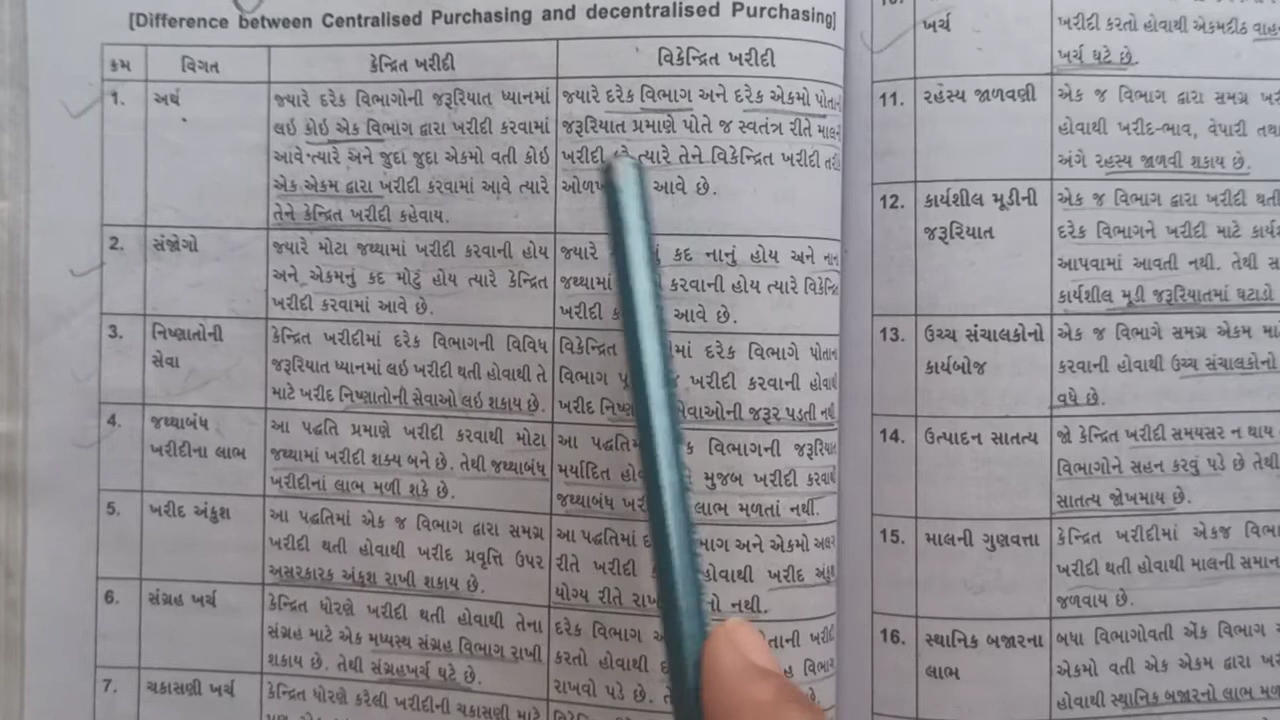 [Difference between Centralised Purchasing and decentralised Purchasing]
ક્રમ વિગત કેન્દ્રિત ખરીદી વિકેન્દ્રિત ખરીદી
1. અર્થ
જ્યારે દરેક વિભાગોની જરૂરિયાત ધ્યાનમાં
લઇ કોઇ એક વિભાગ દ્વારા ખરીદી કરવામાં
આવે ત્યારે અને જુદા જુદા એકમો વતી કોઈ
એક એકમ દ્વારા ખરીદી કરવામાં આવે ત્યારે
તેને કેન્દ્રિત ખરીદી કહેવાય.
જ્યારે દરેક વિભાગ અને દરેક એકમો
જરૂરિયાત પ્રમાણે પોતે જ સ્વતંત્ર રીતે
ખરીદી ત્યારે તેને વિકેન્દ્રિત ખરીદી
આવે છે.
2. સંજોગો
જ્યારે મોટા જથ્થામાં ખરીદી કરવાની હોય
અને એકમનું કદ મોટું હોય ત્યારે કેન્દ્રિત
ખરીદી કરવામાં આવે છે.
જ્યારે કદ નાનું હોય અને
જથ્થામાં કરવાની હોય ત્યારે
ખરીદી આવે છે.
3. નિષ્ણાતોની
સેવા
કેન્દ્રિત ખરીદીમાં દરેક વિભાગની વિવિધ
જરૂરિયાત ધ્યાનમાં લઇ ખરીદી થતી હોવાથી તે
માટે ખરીદ નિષ્ણાતોની સેવાઓ લઇ શકાય છે.
વિકેન્દ્રિત દરેક વિભાગે
વિભાગ ખરીદી કરવાની
ખરીદ સેવાઓની જરૂર પડતી નથી
4. જથ્થાબંધ
ખરીદીના લાભ
આ પદ્ધતિ પ્રમાણે ખરીદી કરવાથી મોટા
જથ્થામાં ખરીદી શક્ય બને છે. તેથી જથ્થાબંધ
ખરીદીનાં લાભ મળી શકે છે.
આ વિભાગની
મર્યાદિત મુજબ ખરીદી
જથ્થાબંધ લાભ મળતાં નથી.
5. ખરીદ અંકુશ
આ પદ્ધતિમાં એક જ વિભાગ દ્વારા સમગ્ર
ખરીદી થતી હોવાથી ખરીદ પ્રવૃત્તિ ઉપર
અસરકારક અંકુશ રાખી શકાય છે.
આ પદ્ધતિમાં અને એકમો
રીતે ખરીદી હોવાથી ખરીદ
યોગ્ય રીતે નથી.
6. સંગ્રહ ખર્ચ
કેન્દ્રિત ધોરણે ખરીદી થતી હોવાથી તેના
સંગ્રહ માટે એક મધ્યસ્થ સંગ્રહ વિભાગ રાખી
શકાય છે. તેથી સંગ્રહખર્ચ ઘટે છે.
દરેક વિભાગ
કરતો હોવાથી
રાખવો પડે છે.
7. ચકાસણી ખર્ચ
કેન્દ્રિત ધોરણે કરેલી ખરીદીની ચકાસણી માટે
ખર્ચ
ખરીદી કરતો હોવાથી એકમદીઠ
ખર્ચ ઘટે છે.
11. રહસ્ય જાળવણી
એક જ વિભાગ દ્વારા સમગ્ર
હોવાથી ખરીદ-ભાવ, વેપારી
અંગે રહસ્ય જાળવી શકાય છે.
12. કાર્યશીલ મૂડીની
જરૂરિયાત
એક જ વિભાગ દ્વારા ખરીદી થતી
દરેક વિભાગને ખરીદી માટે
આપવામાં આવતી નથી. તેથી
કાર્યશીલ મૂડી જરૂરિયાતમાં ઘટાડો
13. ઉચ્ચ સંચાલકોનો
કાર્યબોજ
એક જ વિભાગે સમગ્ર એકમ
કરવાની હોવાથી ઉચ્ચ સંચાલકોનો
વધે છે.
14. ઉત્પાદન સાતત્ય
જો કેન્દ્રિત ખરીદી સમયસર ન થાય
વિભાગોને સહન કરવું પડે છે તેથી
સાતત્ય જોખમાય છે.
15. માલની ગુણવત્તા
કેન્દ્રિત ખરીદીમાં એકજ
ખરીદી થતી હોવાથી માલની સમાન
જળવાય છે.
16. સ્થાનિક બજારના
લાભ
બધા વિભાગોવતી એક વિભાગ
એકમો વતી એક એકમ દ્વારા
હોવાથી સ્થાનિક બજારનો લાભ